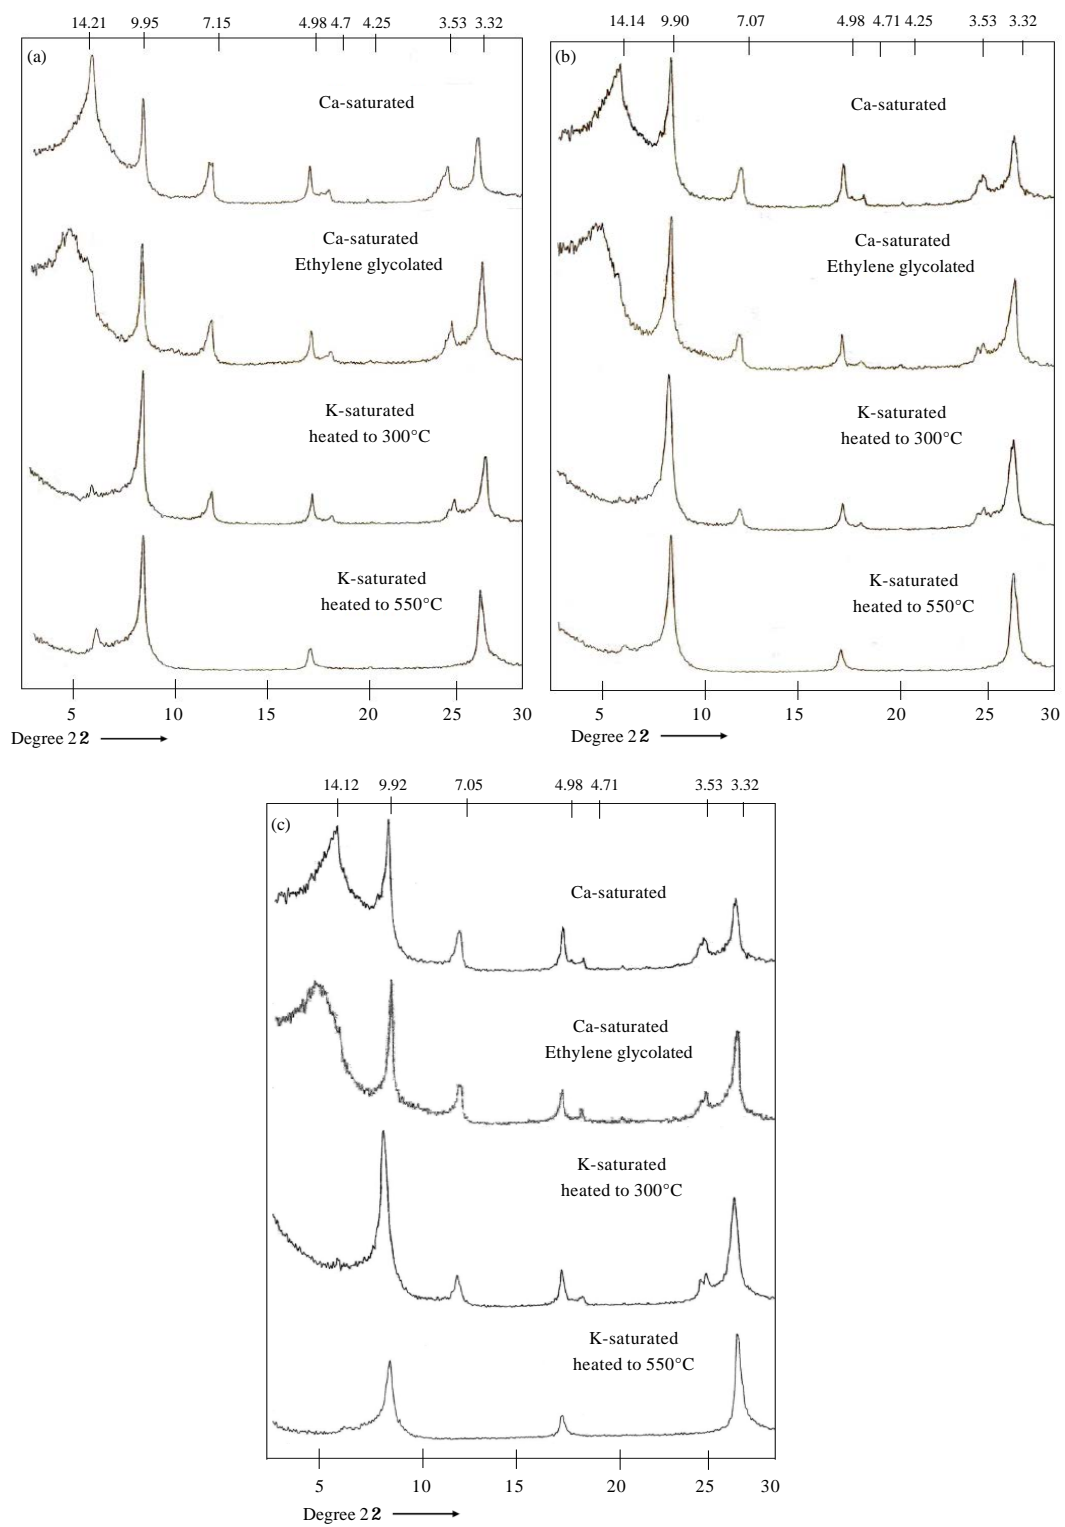 14.21 9.95 7.15 4.98 4.7 4.25 3.53 3.32
(a)
Ca-saturated
Ca-saturated
Ethylene glycolated
K-saturated
heated to 300°C
K-saturated
heated to 550°C
5 10 15 20 25 30
Degree 2 2
14.14 9.90 7.07 4.98 4.71 4.25 3.53 3.32
(b)
Ca-saturated
Ca-saturated
Ethylene glycolated
K-saturated
heated to 300°C
K-saturated
heated to 550°C
5 10 15 20 25 30
Degree 2 2
14.12 9.92 7.05 4.98 4.71 3.53 3.32
(c)
Ca-saturated
Ca-saturated
Ethylene glycolated
K-saturated
heated to 300°C
K-saturated
heated to 550°C
5 10 15 20 25 30
Degree 2 2